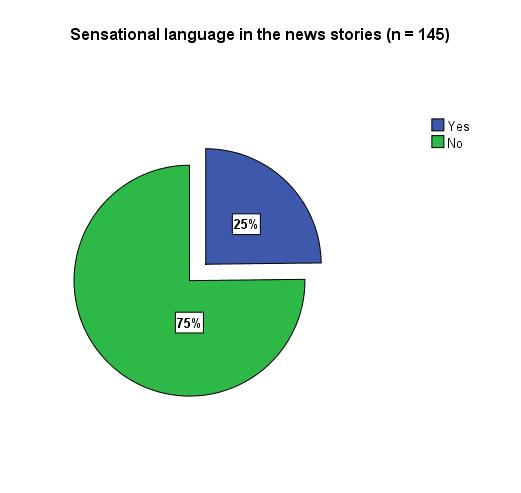 Sensational language in the news stories (n = 145)
Yes
No
25%
75%